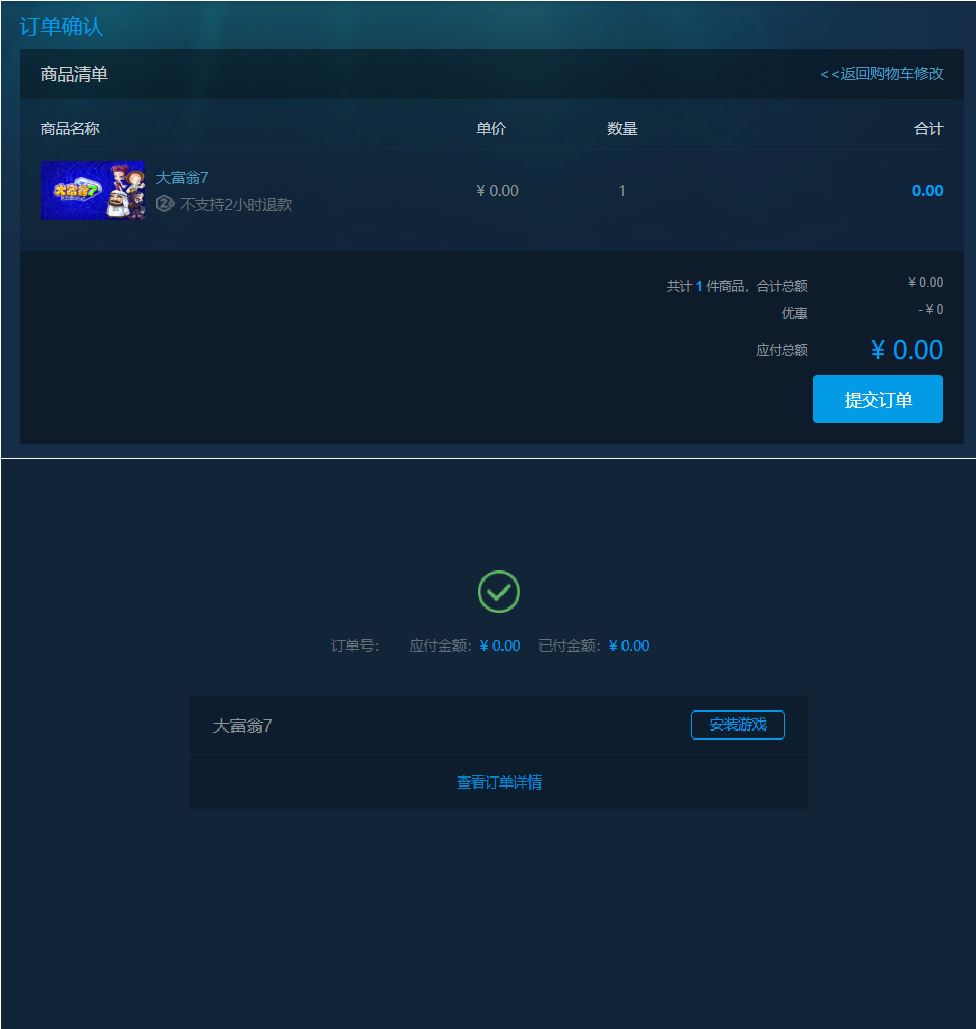 订单确认
商品清单 <<返回购物车修改
商品名称 单价 数量 合计
大富翁7
大富翁7 ¥ 0.00 1 0.00
2 不支持2小时退款
共计 1 件商品，合计总额 ¥ 0.00
优惠 - ¥ 0
应付总额 ¥ 0.00
提交订单
订单号： 应付金额：¥ 0.00 已付金额：¥ 0.00
大富翁7 安装游戏
查看订单详情